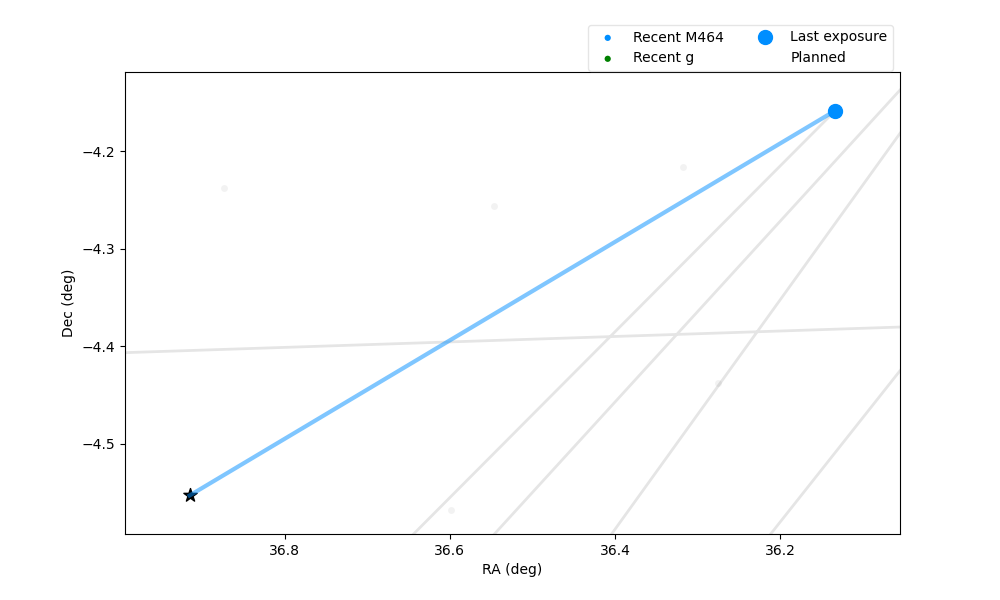 Recent M464 Last exposure
Recent g Planned
−4.2
−4.3
−4.4
−4.5
Dec (deg)
36.8 36.6 36.4 36.2
RA (deg)